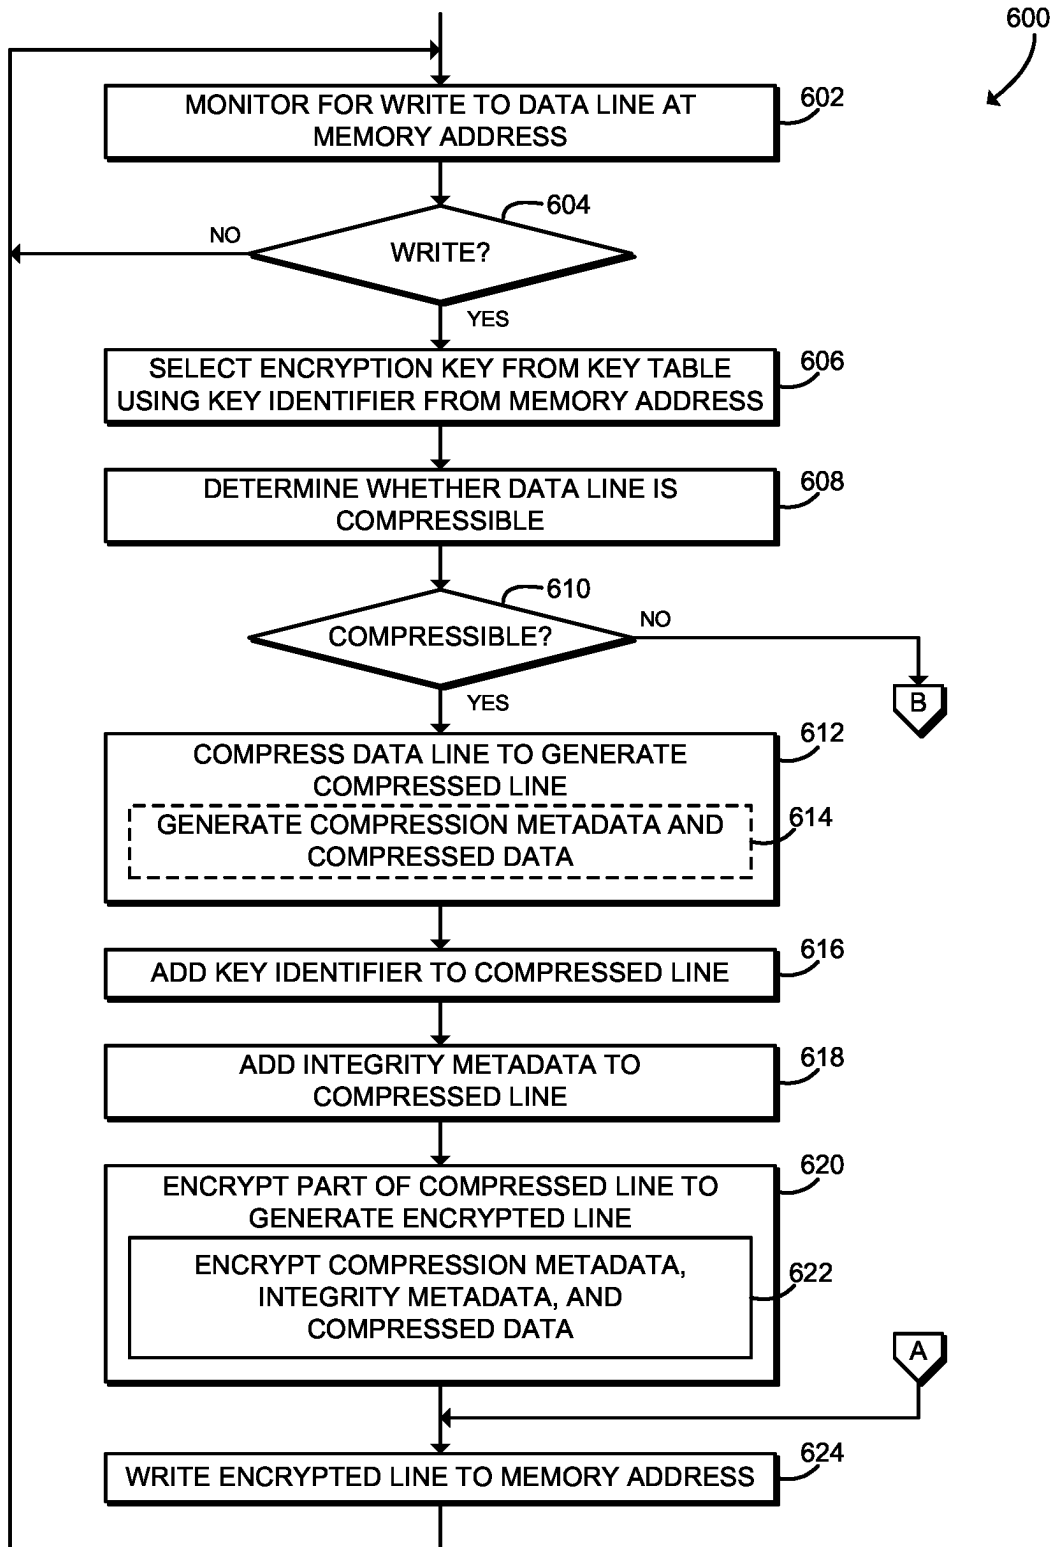 600
MONITOR FOR WRITE TO DATA LINE AT
MEMORY ADDRESS
602
604
NO
WRITE?
YES
SELECT ENCRYPTION KEY FROM KEY TABLE
USING KEY IDENTIFIER FROM MEMORY ADDRESS
606
DETERMINE WHETHER DATA LINE IS
COMPRESSIBLE
608
610
COMPRESSIBLE?
NO
YES
B
COMPRESS DATA LINE TO GENERATE
COMPRESSED LINE
612
GENERATE COMPRESSION METADATA AND
COMPRESSED DATA
614
ADD KEY IDENTIFIER TO COMPRESSED LINE
616
ADD INTEGRITY METADATA TO
COMPRESSED LINE
618
ENCRYPT PART OF COMPRESSED LINE TO
GENERATE ENCRYPTED LINE
620
ENCRYPT COMPRESSION METADATA,
INTEGRITY METADATA, AND
COMPRESSED DATA
622
A
WRITE ENCRYPTED LINE TO MEMORY ADDRESS
624